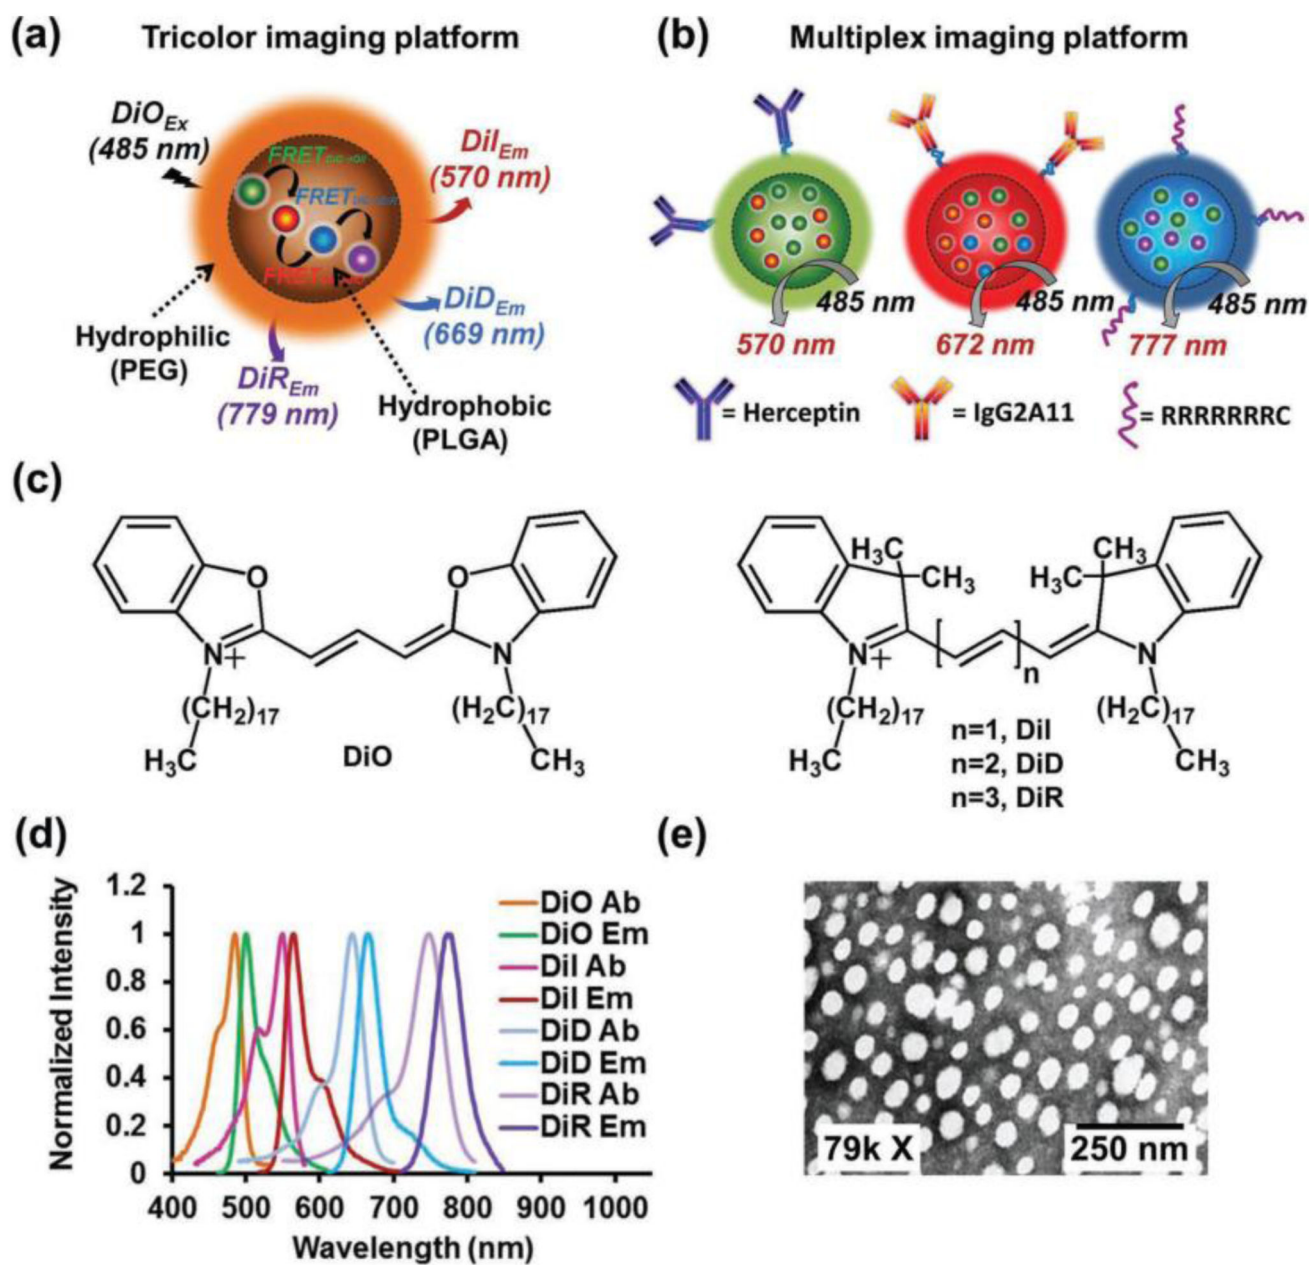 (a) Tricolor imaging platform
DiO_Ex
(485 nm)
DiI_Em
(570 nm)
DiD_Em
(669 nm)
DiR_Em
(779 nm)
FRET
FRET
FRET
Hydrophilic
(PEG)
Hydrophobic
(PLGA)
(b) Multiplex imaging platform
485 nm
570 nm
485 nm
672 nm
485 nm
777 nm
= Herceptin
= IgG2A11
= RRRRRRRC
(c)
O
O
N+
N
(CH2)17
(H2C)17
H3C
DiO
CH3
H3C
CH3
CH3
H3C
N+
n
N
(CH2)17
(H2C)17
H3C
CH3
n=1, DiI
n=2, DiD
n=3, DiR
(d)
Normalized Intensity
1.2
1
0.8
0.6
0.4
0.2
0
400 500 600 700 800 900 1000
Wavelength (nm)
DiO Ab
DiO Em
DiI Ab
DiI Em
DiD Ab
DiD Em
DiR Ab
DiR Em
(e)
79k X
250 nm